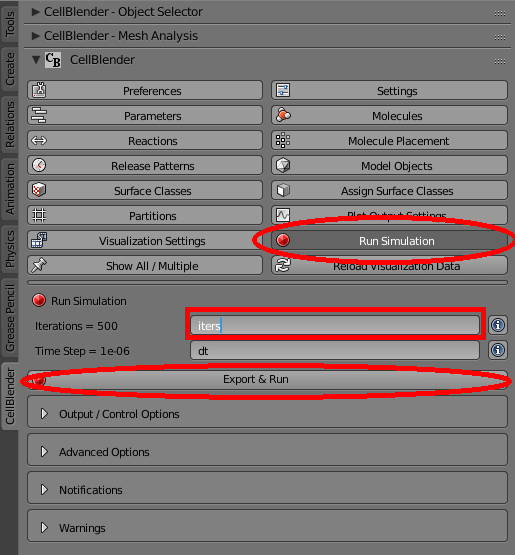 CellBlender - Object Selector
CellBlender - Mesh Analysis
CB CellBlender
Preferences Settings
Parameters Molecules
Reactions Molecule Placement
Release Patterns Model Objects
Surface Classes Assign Surface Classes
Partitions Plot Output Settings
Visualization Settings Run Simulation
Show All / Multiple Reload Visualization Data
Run Simulation
Iterations = 500 iters
Time Step = 1e-06 dt
Export & Run
Output / Control Options
Advanced Options
Notifications
Warnings
Tools
Create
Relations
Animation
Physics
Grease Pencil
CellBlender